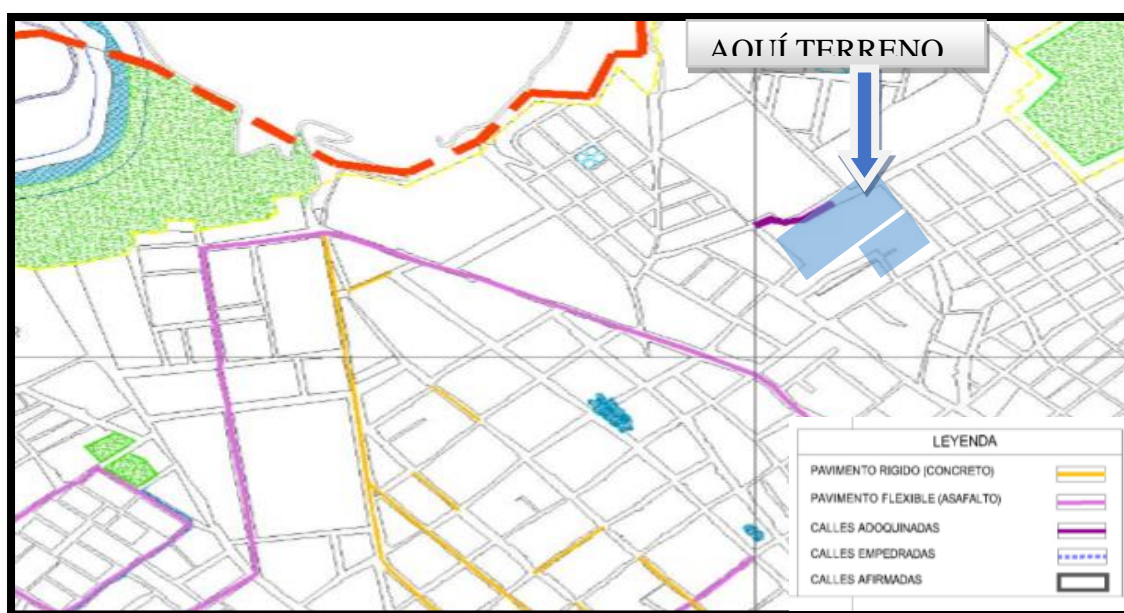 AQUÍ TERRENO
LEYENDA
PAVIMENTO RIGIDO (CONCRETO)
PAVIMENTO FLEXIBLE (ASAFALTO)
CALLES ADOQUINADAS
CALLES EMPEDRADAS
CALLES AFIRMADAS